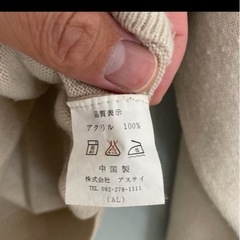 品質表示
アクリル 100%
中国製
株式会社 アステイ
TEL 082-278-1111
(AL)